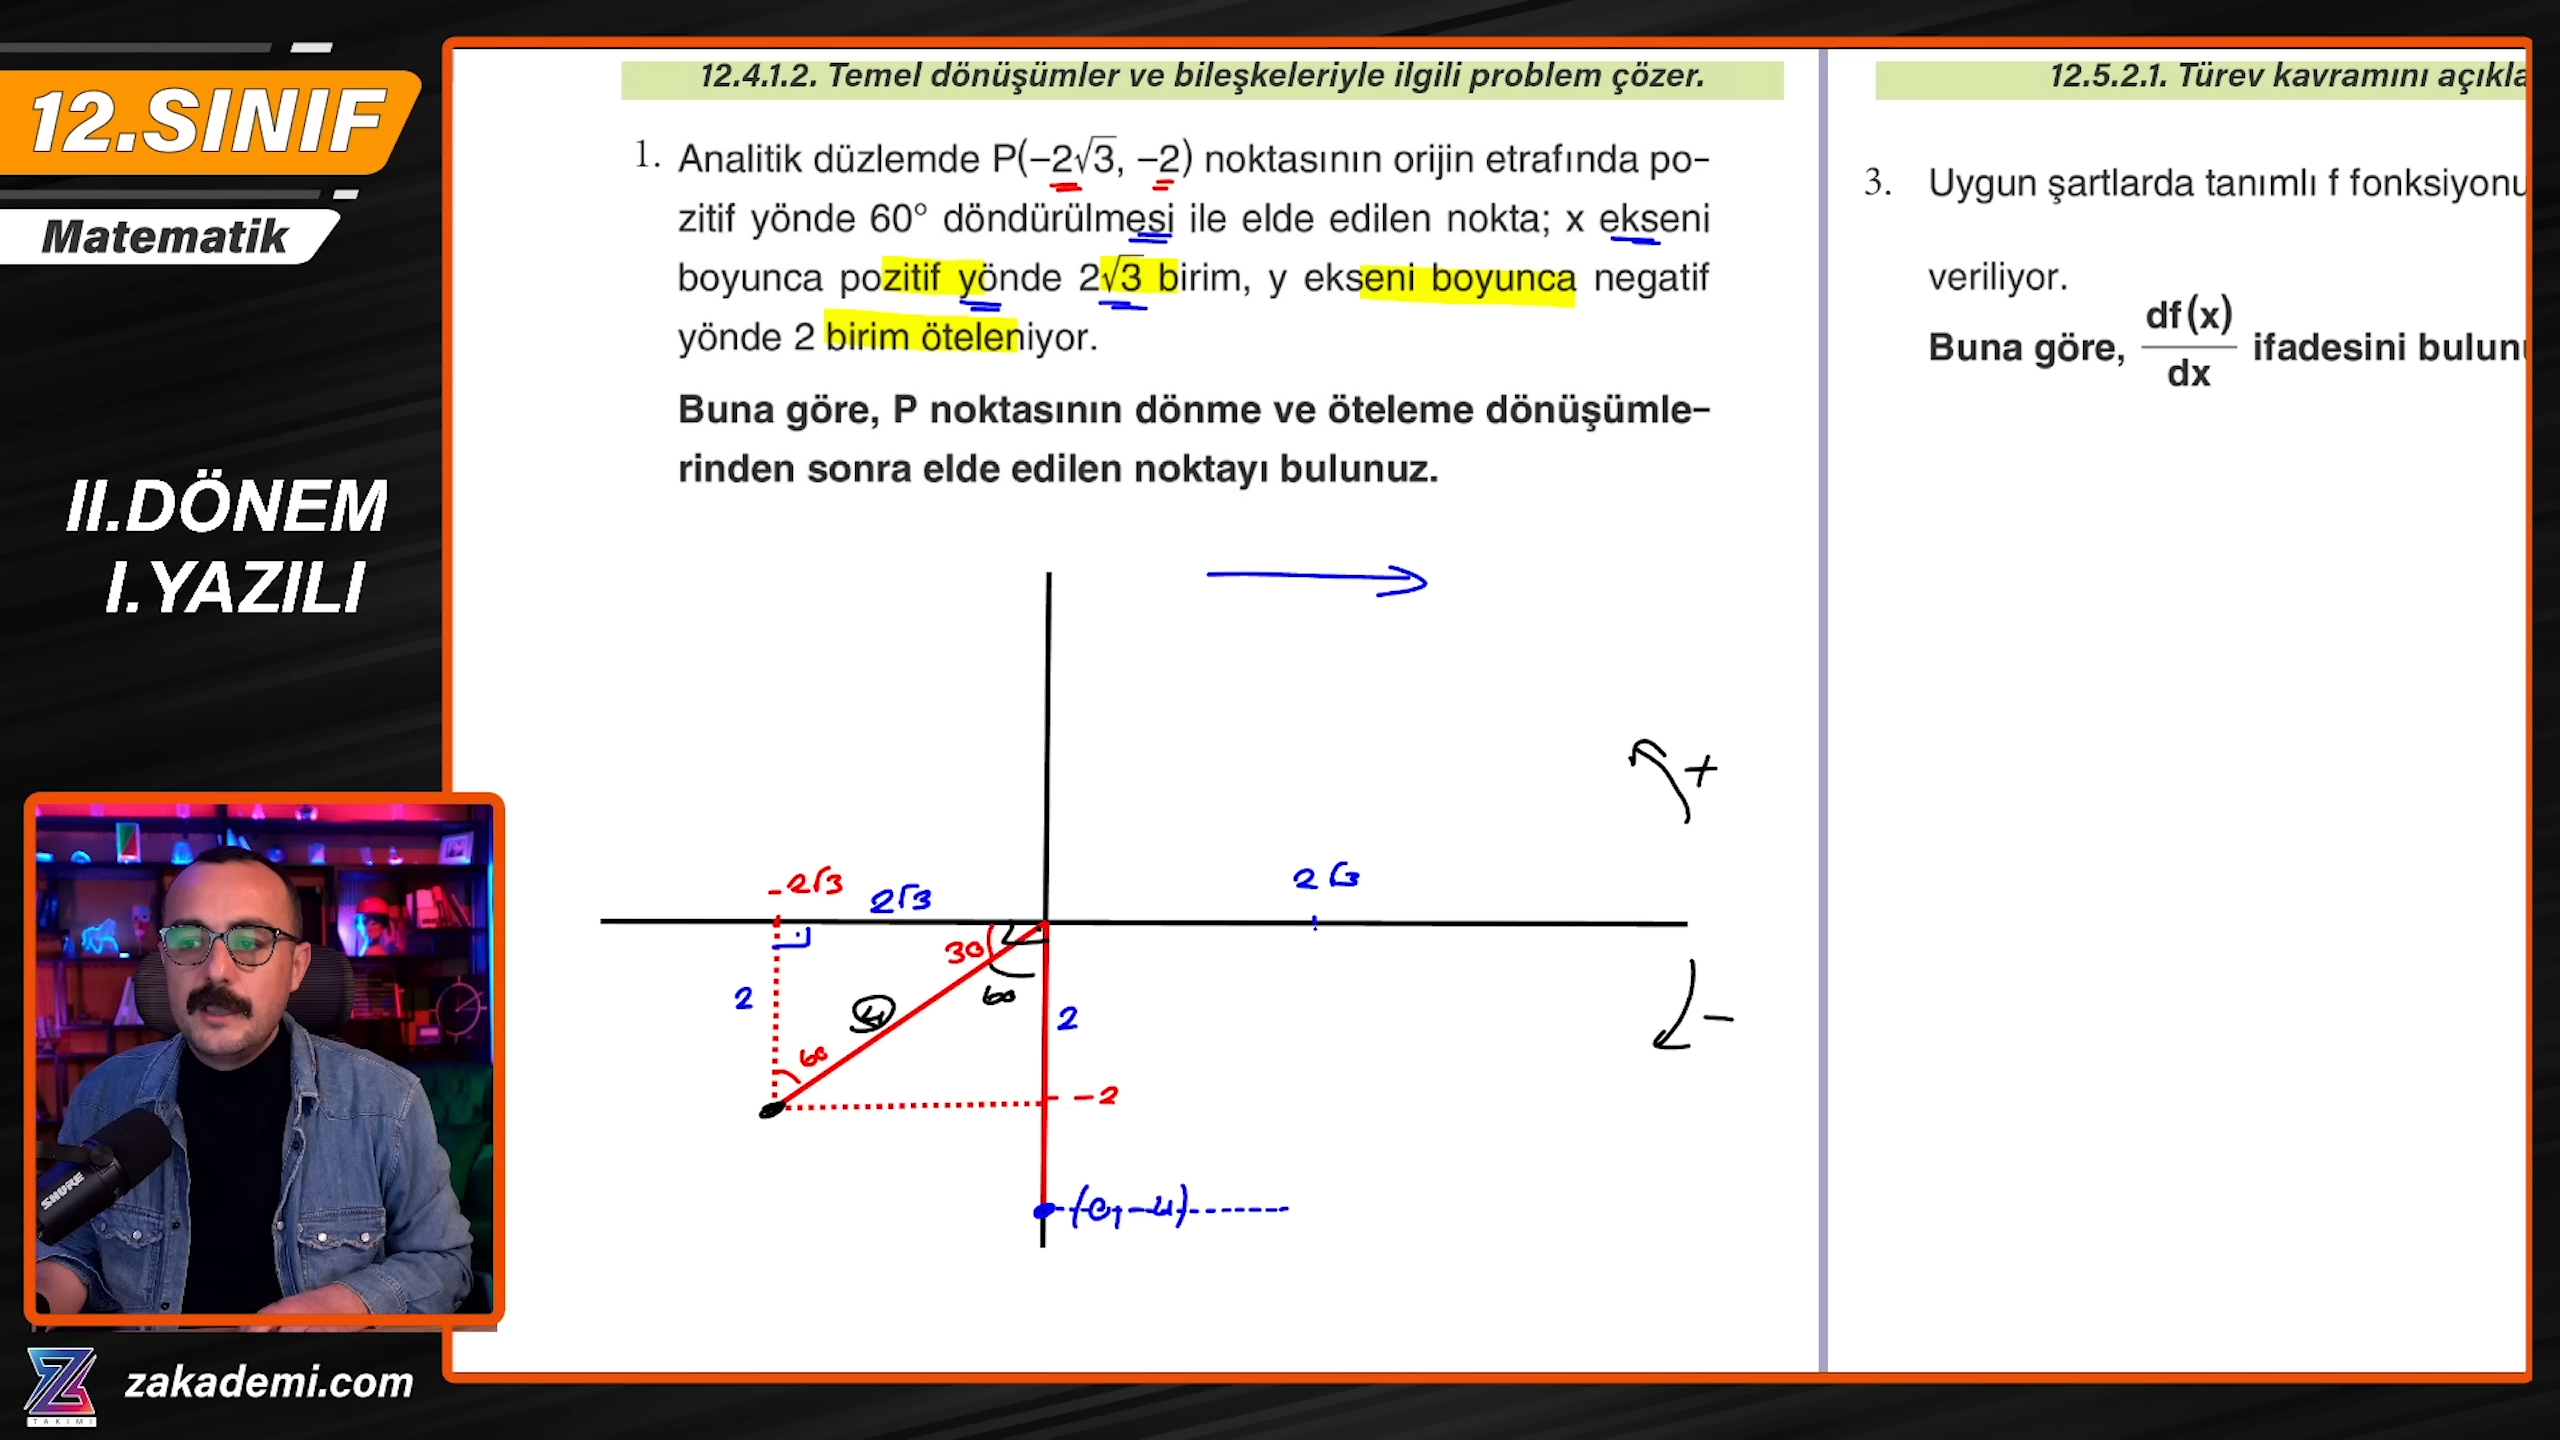 12.SINIF
Matematik
II.DÖNEM
I.YAZILI
12.4.1.2. Temel dönüşümler ve bileşkeleriyle ilgili problem çözer.
1. Analitik düzlemde P(−2√3, −2) noktasının orijin etrafında po-
zitif yönde 60° döndürülmesi ile elde edilen nokta; x ekseni
boyunca pozitif yönde 2√3 birim, y ekseni boyunca negatif
yönde 2 birim öteleniyor.
Buna göre, P noktasının dönme ve öteleme dönüşümle-
rinden sonra elde edilen noktayı bulunuz.
+
-2√3
2√3
2√3
30
60
2
4
2
-
60
-2
(0,-4)
12.5.2.1. Türev kavramını açıkla
3. Uygun şartlarda tanımlı f fonksiyonu
veriliyor.
Buna göre, df(x)/dx ifadesini bulun
SHURE
TAKIMI
zakademi.com